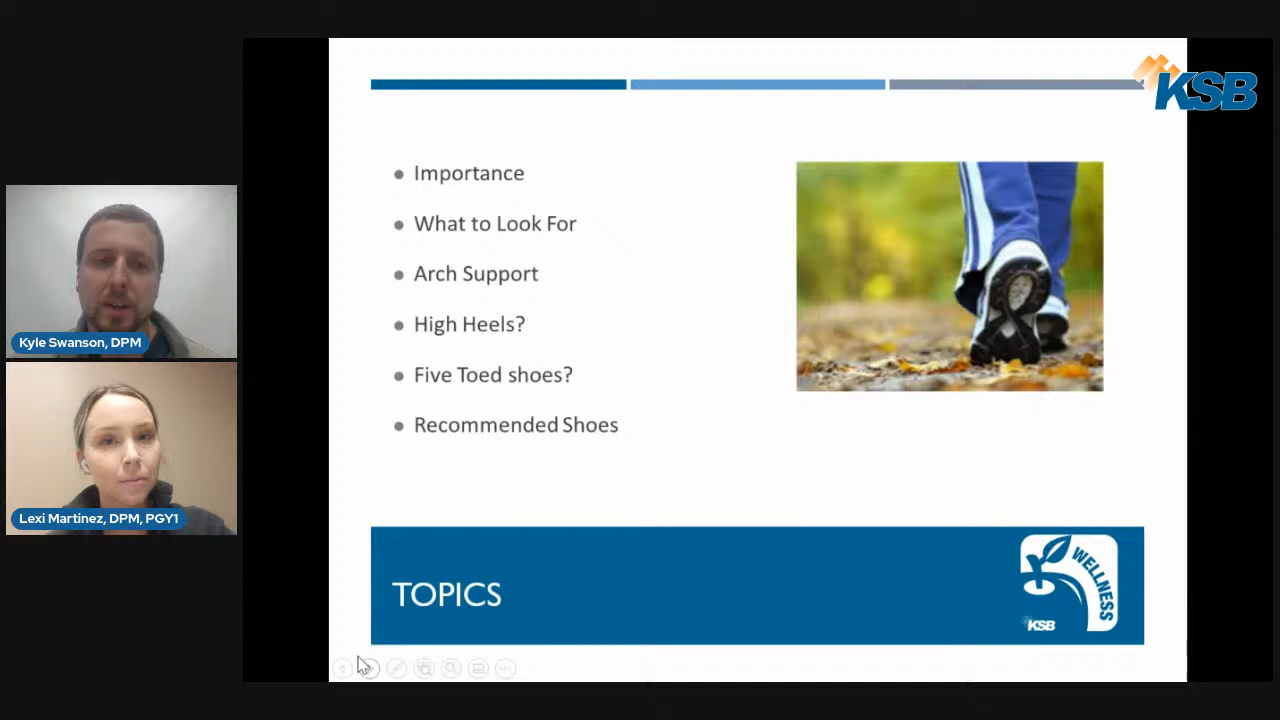 KSB
Importance
What to Look For
Arch Support
High Heels?
Five Toed shoes?
Recommended Shoes
Kyle Swanson, DPM
Lexi Martinez, DPM, PGY1
TOPICS
WELLNESS
KSB